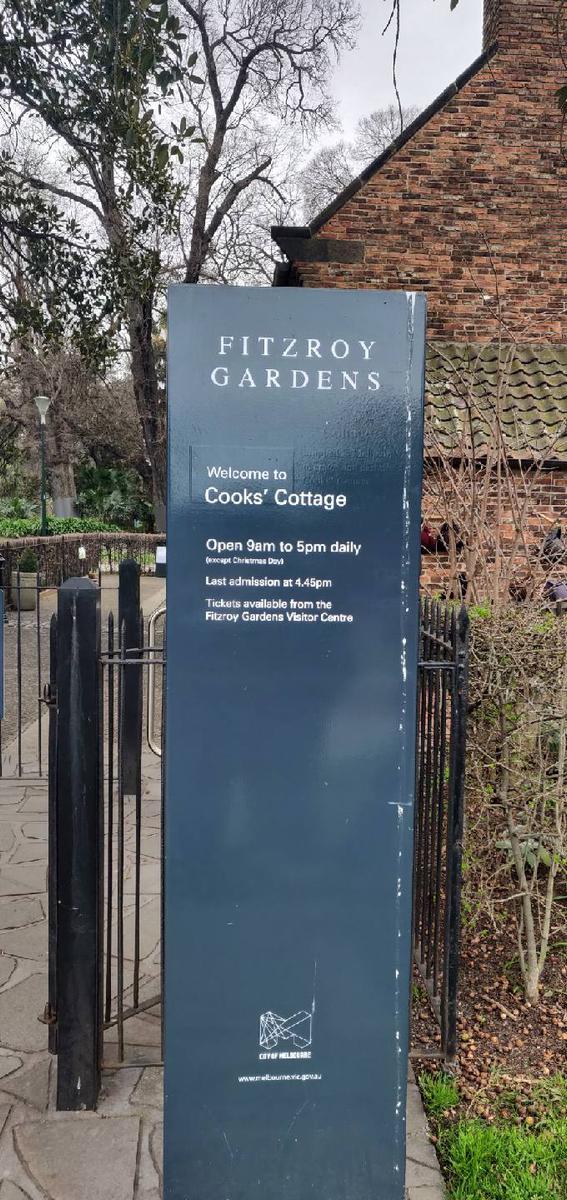 FITZROY
GARDENS
Welcome to
Cooks' Cottage
Open 9am to 5pm daily
(except Christmas Day)
Last admission at 4.45pm
Tickets available from the
Fitzroy Gardens Visitor Centre
CITY OF MELBOURNE
www.melbourne.vic.gov.au